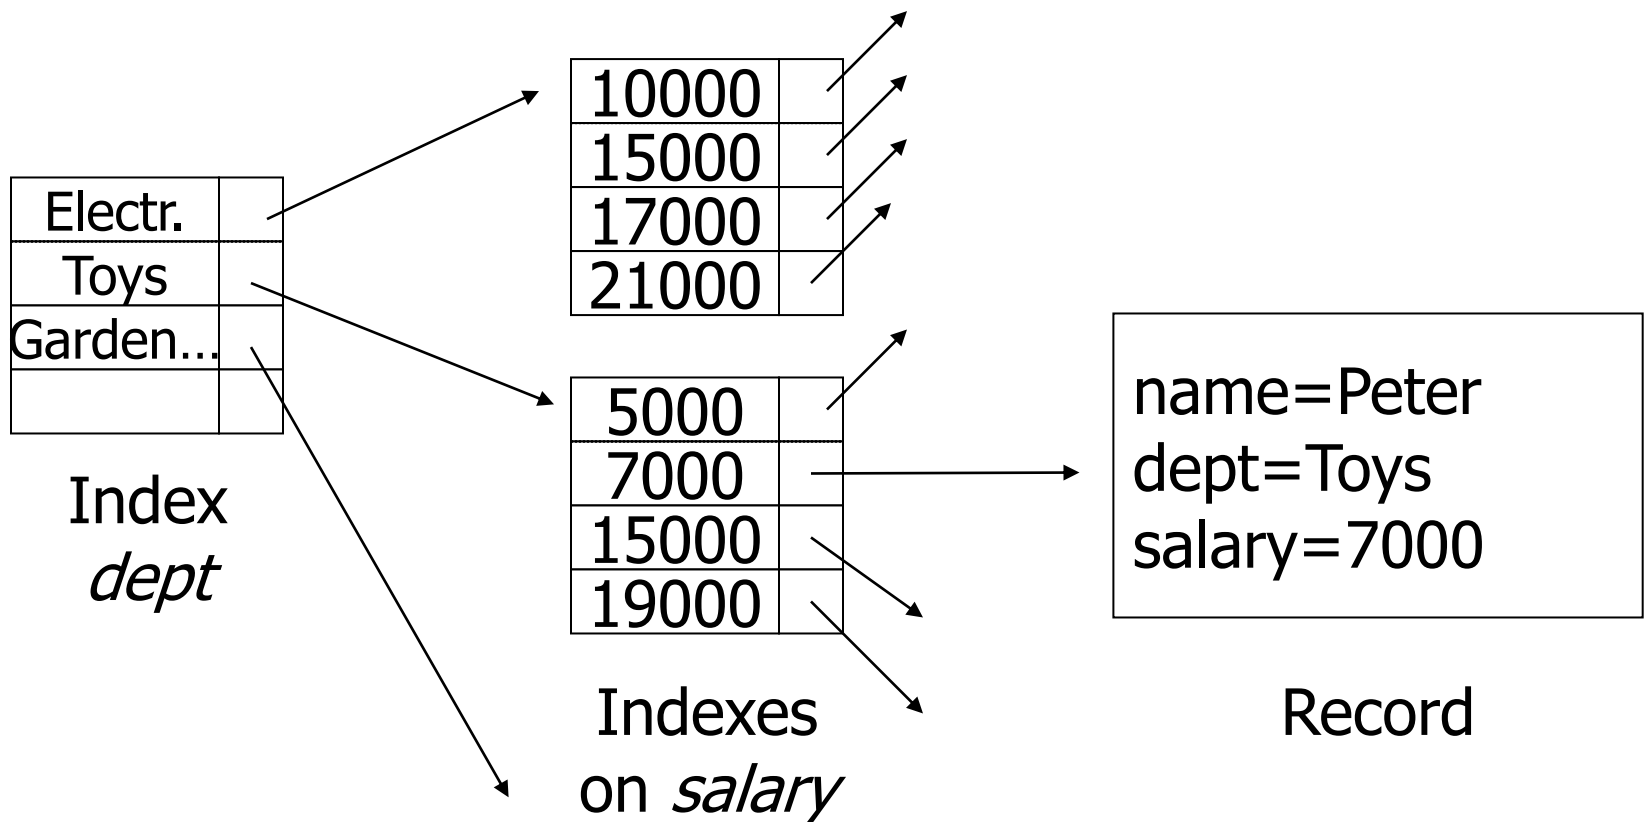 Electr.
Toys
Garden...
Index
dept
10000
15000
17000
21000
5000
7000
15000
19000
Indexes
on salary
name=Peter
dept=Toys
salary=7000
Record